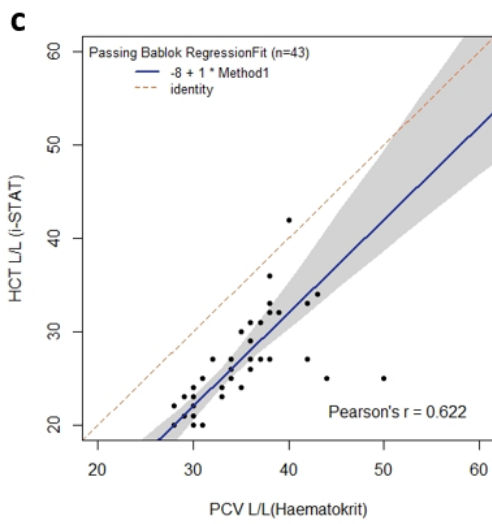 c
Passing Bablok RegressionFit (n=43)
-8 + 1 * Method1
identity
60
50
40
30
20
HCT L/L (i-STAT)
Pearson's r = 0.622
20 30 40 50 60
PCV L/L(Haematokrit)